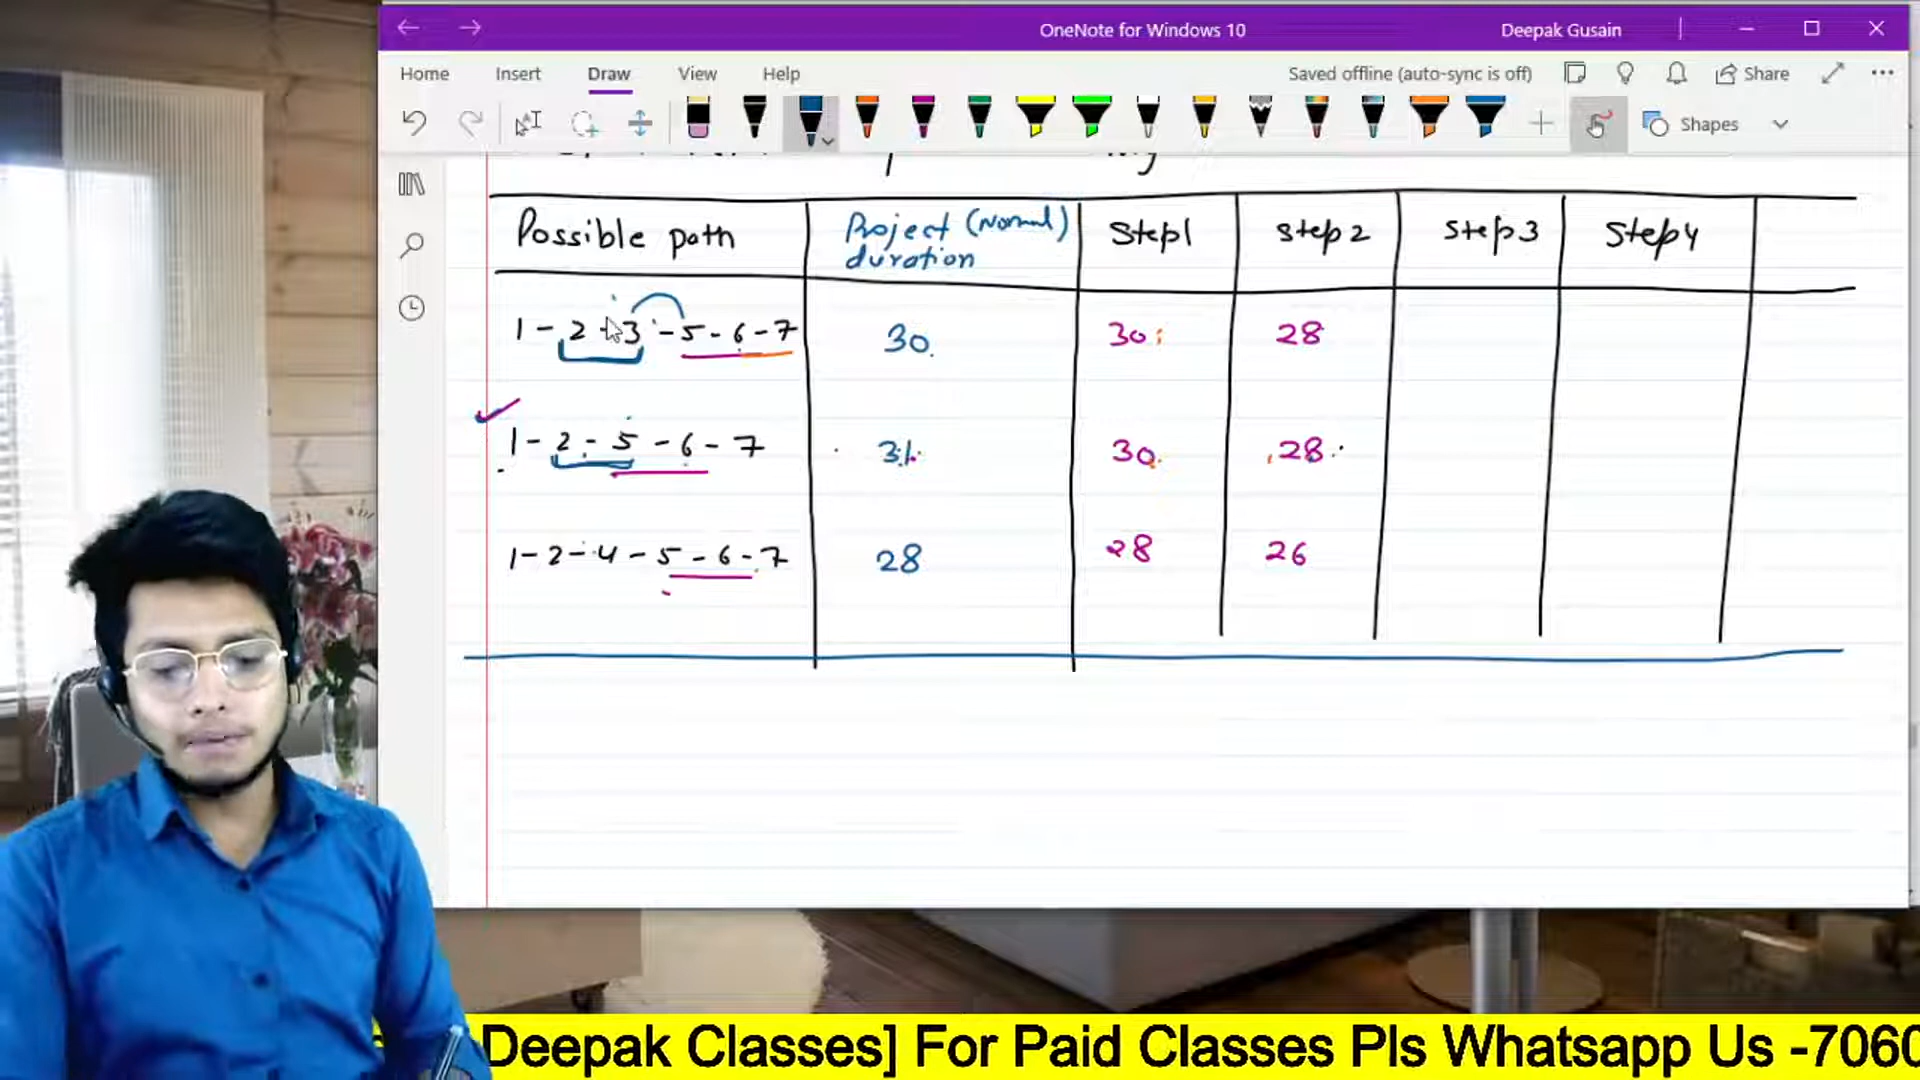 OneNote for Windows 10
Deepak Gusain
Home Insert Draw View Help
Saved offline (auto-sync is off) Share
Shapes
Possible path Project (Normal) duration Step1 Step2 Step3 Step4
1 - 2 - 3 - 5 - 6 - 7 30 30 28
1 - 2 - 5 - 6 - 7 31 30 28
1 - 2 - 4 - 5 - 6 - 7 28 28 26
Deepak Classes] For Paid Classes Pls Whatsapp Us -7060